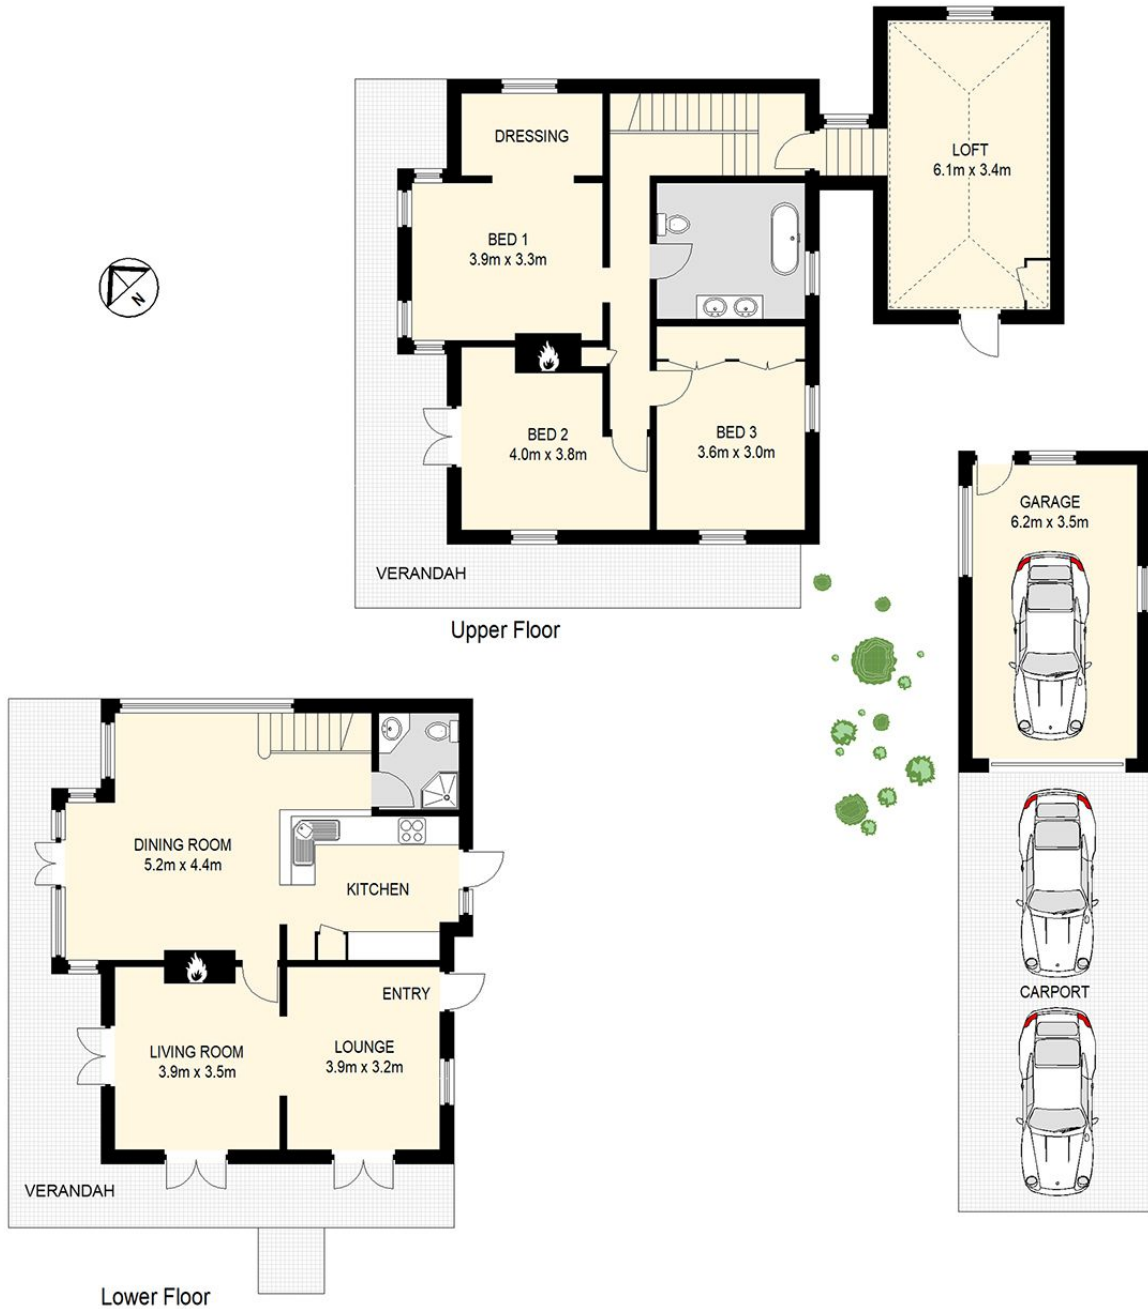 DRESSING
LOFT
6.1m x 3.4m
BED 1
3.9m x 3.3m
N
BED 2
4.0m x 3.8m
BED 3
3.6m x 3.0m
VERANDAH
Upper Floor
GARAGE
6.2m x 3.5m
DINING ROOM
5.2m x 4.4m
KITCHEN
ENTRY
LIVING ROOM
3.9m x 3.5m
LOUNGE
3.9m x 3.2m
CARPORT
VERANDAH
Lower Floor